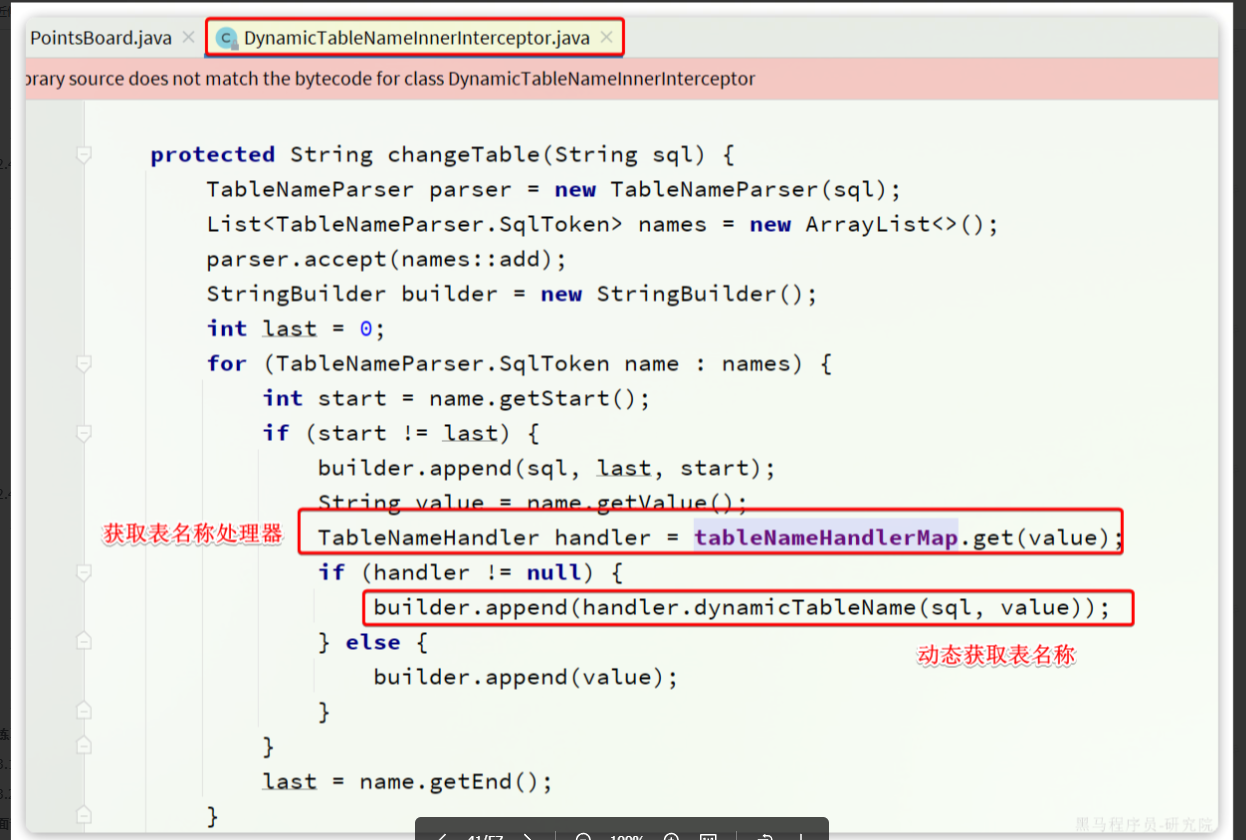 PointsBoard.java
DynamicTableNameInnerInterceptor.java
brary source does not match the bytecode for class DynamicTableNameInnerInterceptor
protected String changeTable(String sql) {
TableNameParser parser = new TableNameParser(sql);
List<TableNameParser.SqlToken> names = new ArrayList<>();
parser.accept(names::add);
StringBuilder builder = new StringBuilder();
int last = 0;
for (TableNameParser.SqlToken name : names) {
int start = name.getStart();
if (start != last) {
builder.append(sql, last, start);
String value = name.getValue();
获取表名称处理器
TableNameHandler handler = tableNameHandlerMap.get(value);
if (handler != null) {
builder.append(handler.dynamicTableName(sql, value));
} else {
动态获取表名称
builder.append(value);
}
}
last = name.getEnd();
}
黑马程序员-研究院
41/57
100%